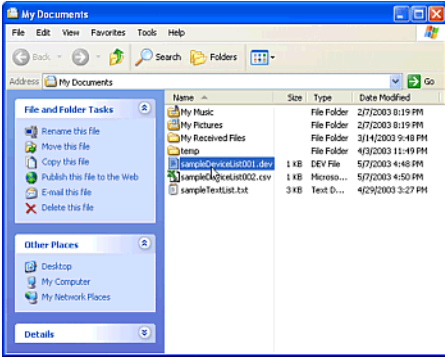 My Documents
File Edit View Favorites Tools Help
Back Search Folders
Address My Documents Go
Name Size Type Date Modified
File and Folder Tasks
Rename this file
Move this file
Copy this file
Publish this file to the Web
E-mail this file
Delete this file
Other Places
Desktop
My Computer
My Network Places
Details
My Music File Folder 2/7/2003 8:19 PM
My Pictures File Folder 2/7/2003 8:19 PM
My Received Files File Folder 3/14/2003 9:48 PM
temp File Folder 4/3/2003 11:49 PM
sampleDeviceList001.dev 1 KB DEV File 5/7/2003 4:48 PM
sampleDeviceList002.csv 1 KB Microso... 5/7/2003 4:50 PM
sampleTextList.txt 3 KB Text D... 4/29/2003 3:27 PM